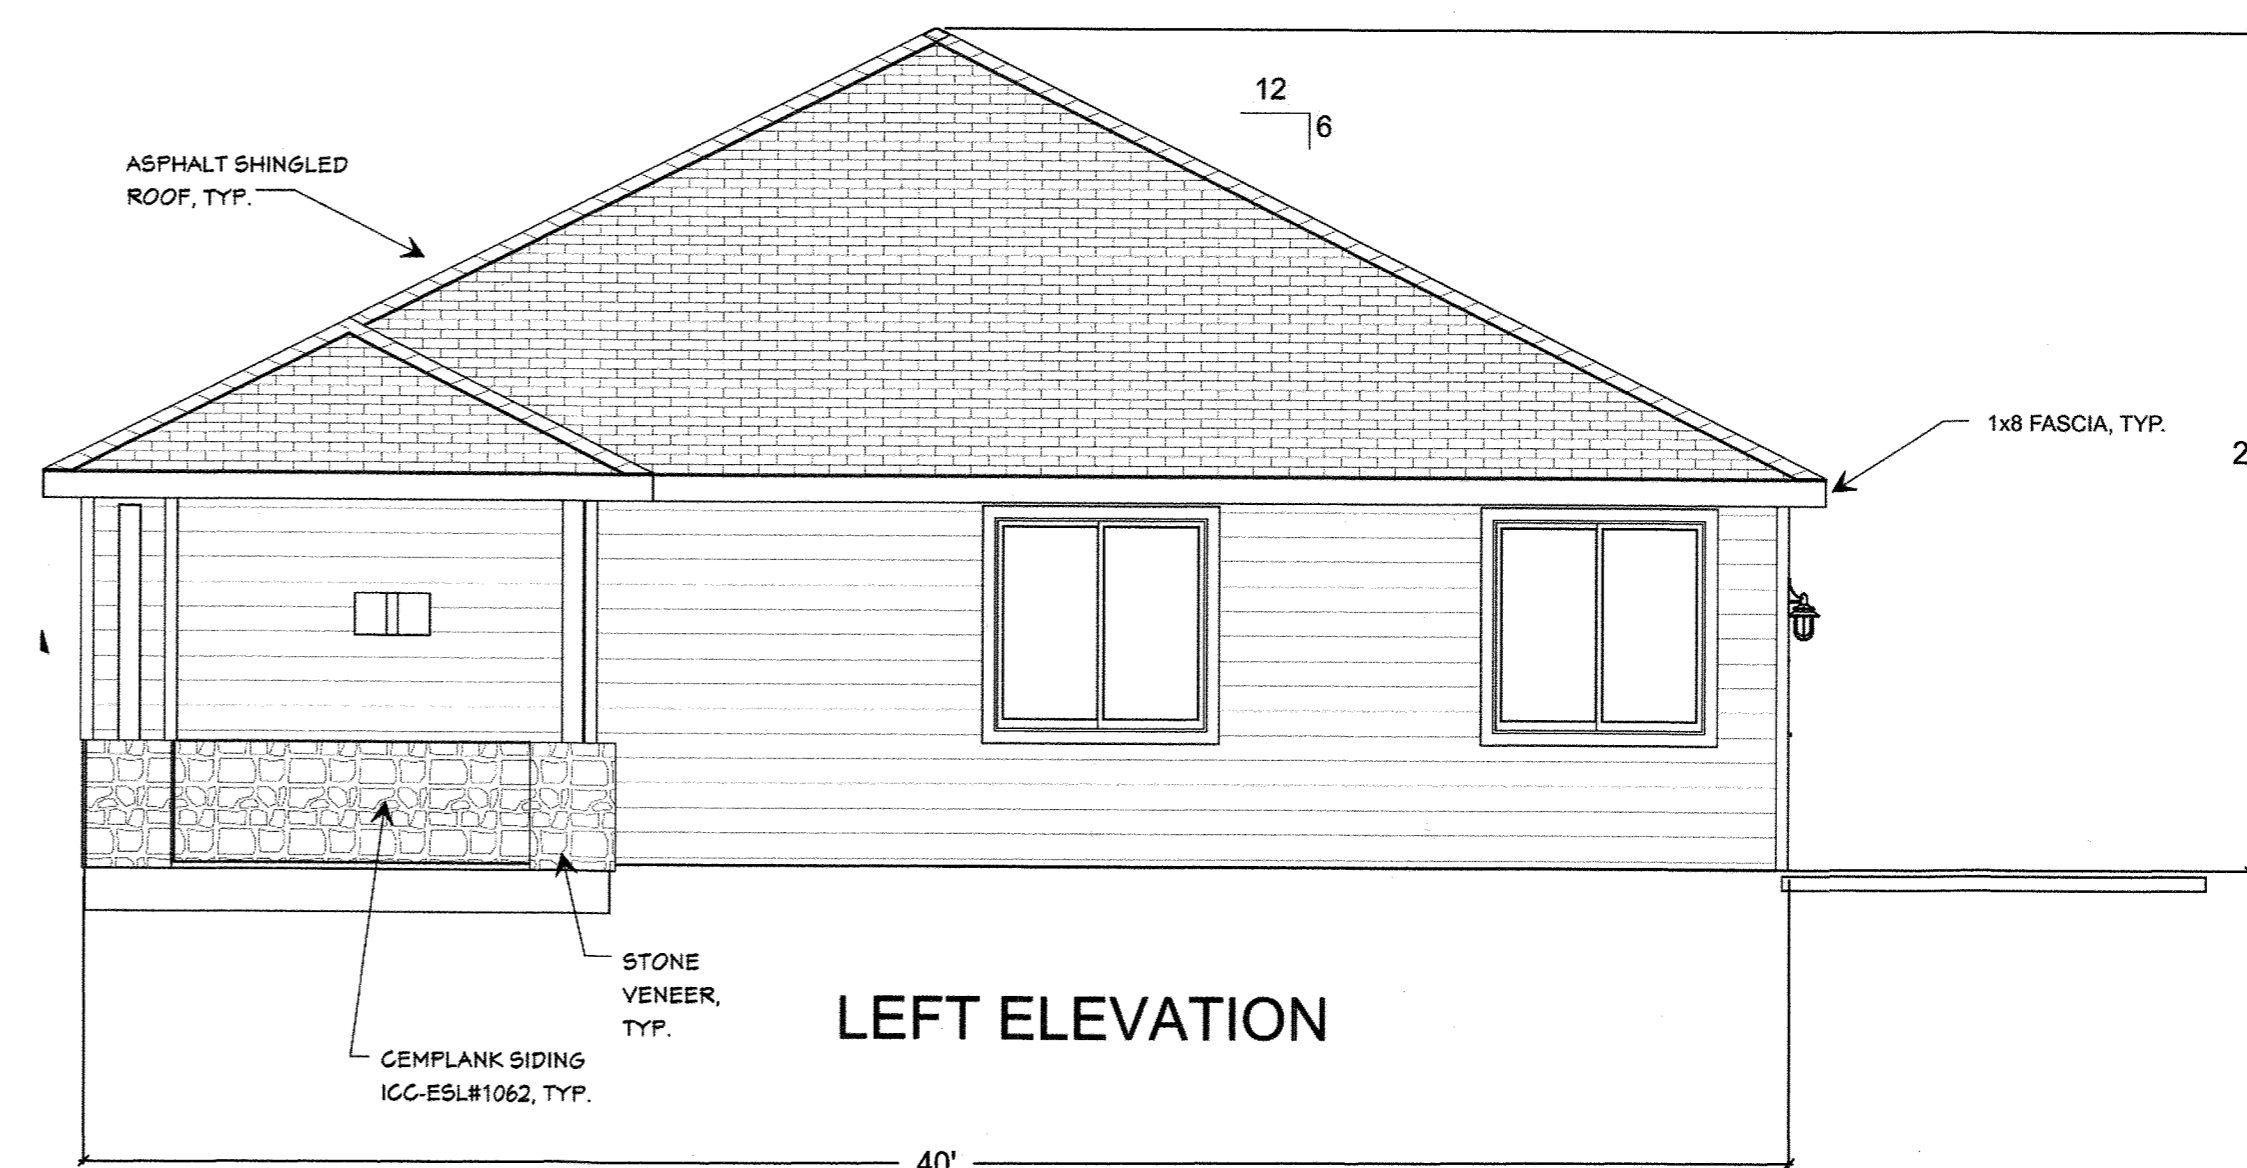 12
6
ASPHALT SHINGLED
ROOF, TYP.
1x8 FASCIA, TYP.
2
STONE
VENEER,
TYP.
LEFT ELEVATION
CEMPLANK SIDING
ICC-ESL#1062, TYP.
40'